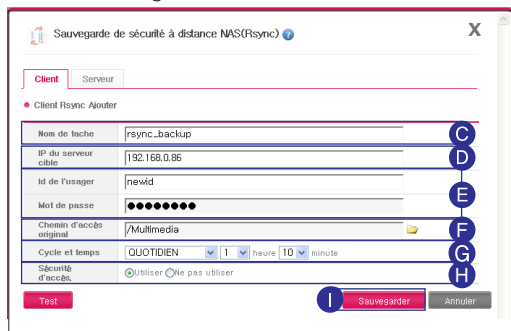 Sauvegarde de sécurité à distance NAS(Rsync) ?
X
Client Serveur
Client Rsync Ajouter
Nom de tache rsync_backup C
IP du serveur cible 192.168.0.86 D
Id de l'usager newid
E
Mot de passe ●●●●●●●●
Chemin d'accès original /Multimedia F
Cycle et temps QUOTIDIEN 1 heure 10 minute G
Sécurité d'accès. Utiliser Ne pas utiliser H
Test I Sauvegarder Annuler